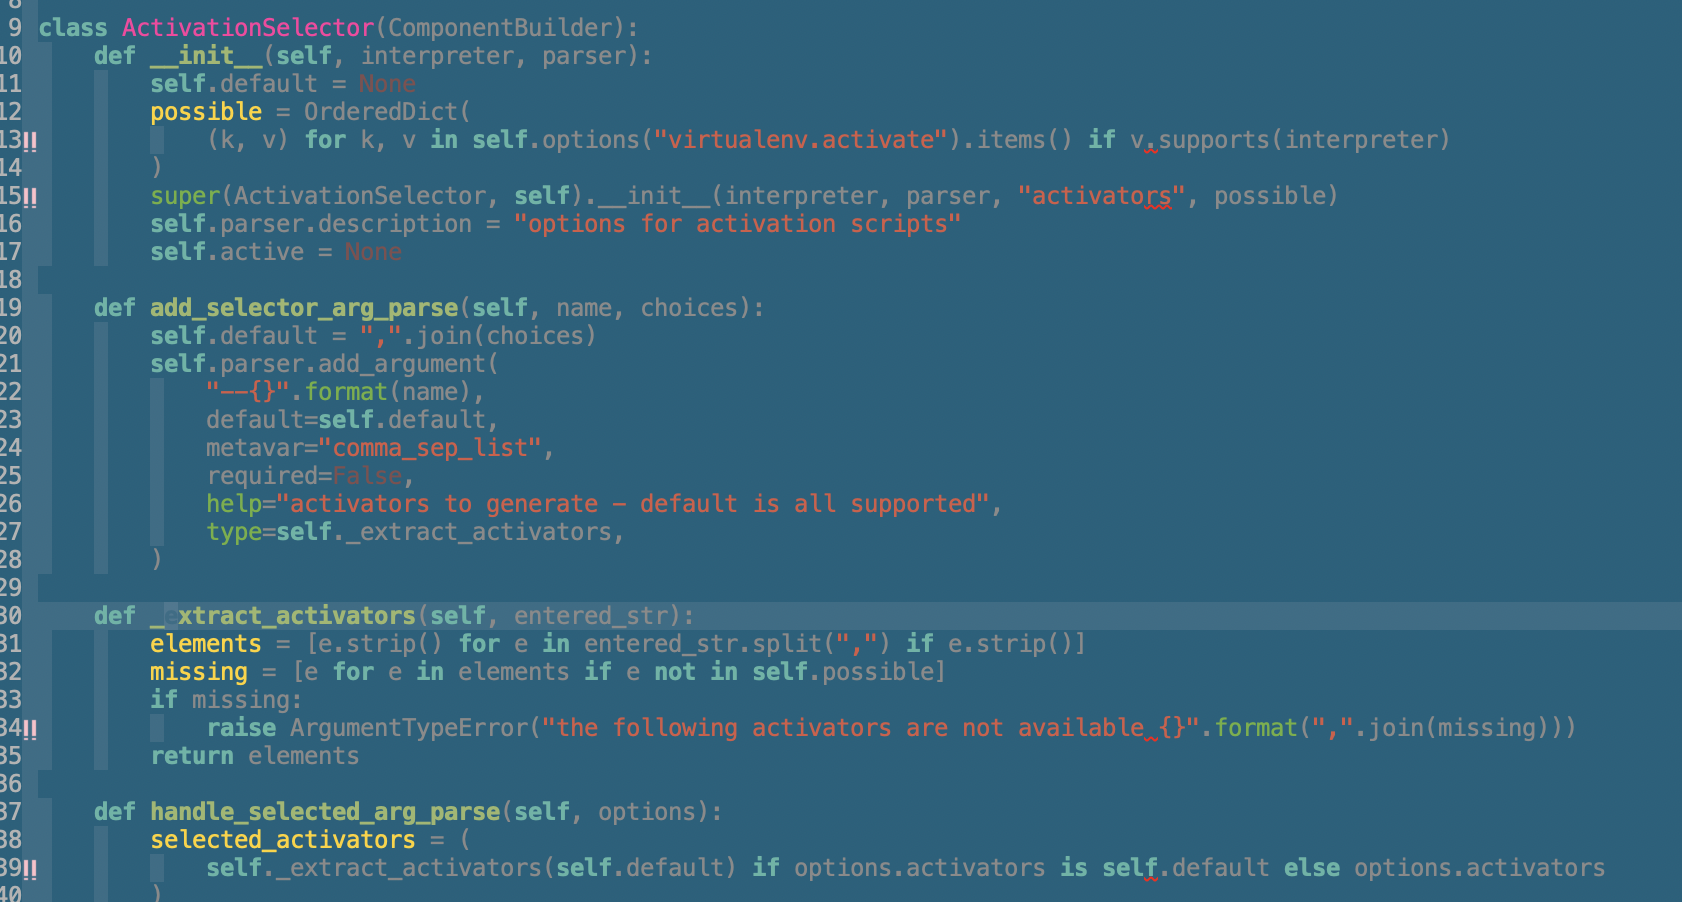 8
9 class ActivationSelector(ComponentBuilder):
10     def __init__(self, interpreter, parser):
11         self.default = None
12         possible = OrderedDict(
13!!             (k, v) for k, v in self.options("virtualenv.activate").items() if v.supports(interpreter)
14         )
15!!         super(ActivationSelector, self).__init__(interpreter, parser, "activators", possible)
16         self.parser.description = "options for activation scripts"
17         self.active = None
18
19     def add_selector_arg_parse(self, name, choices):
20         self.default = ",".join(choices)
21         self.parser.add_argument(
22             "--{}".format(name),
23             default=self.default,
24             metavar="comma_sep_list",
25             required=False,
26             help="activators to generate - default is all supported",
27             type=self._extract_activators,
28         )
29
30     def _extract_activators(self, entered_str):
31         elements = [e.strip() for e in entered_str.split(",") if e.strip()]
32         missing = [e for e in elements if e not in self.possible]
33         if missing:
34!!             raise ArgumentTypeError("the following activators are not available {}".format(",".join(missing)))
35         return elements
36
37     def handle_selected_arg_parse(self, options):
38         selected_activators = (
39!!             self._extract_activators(self.default) if options.activators is self.default else options.activators
40         )